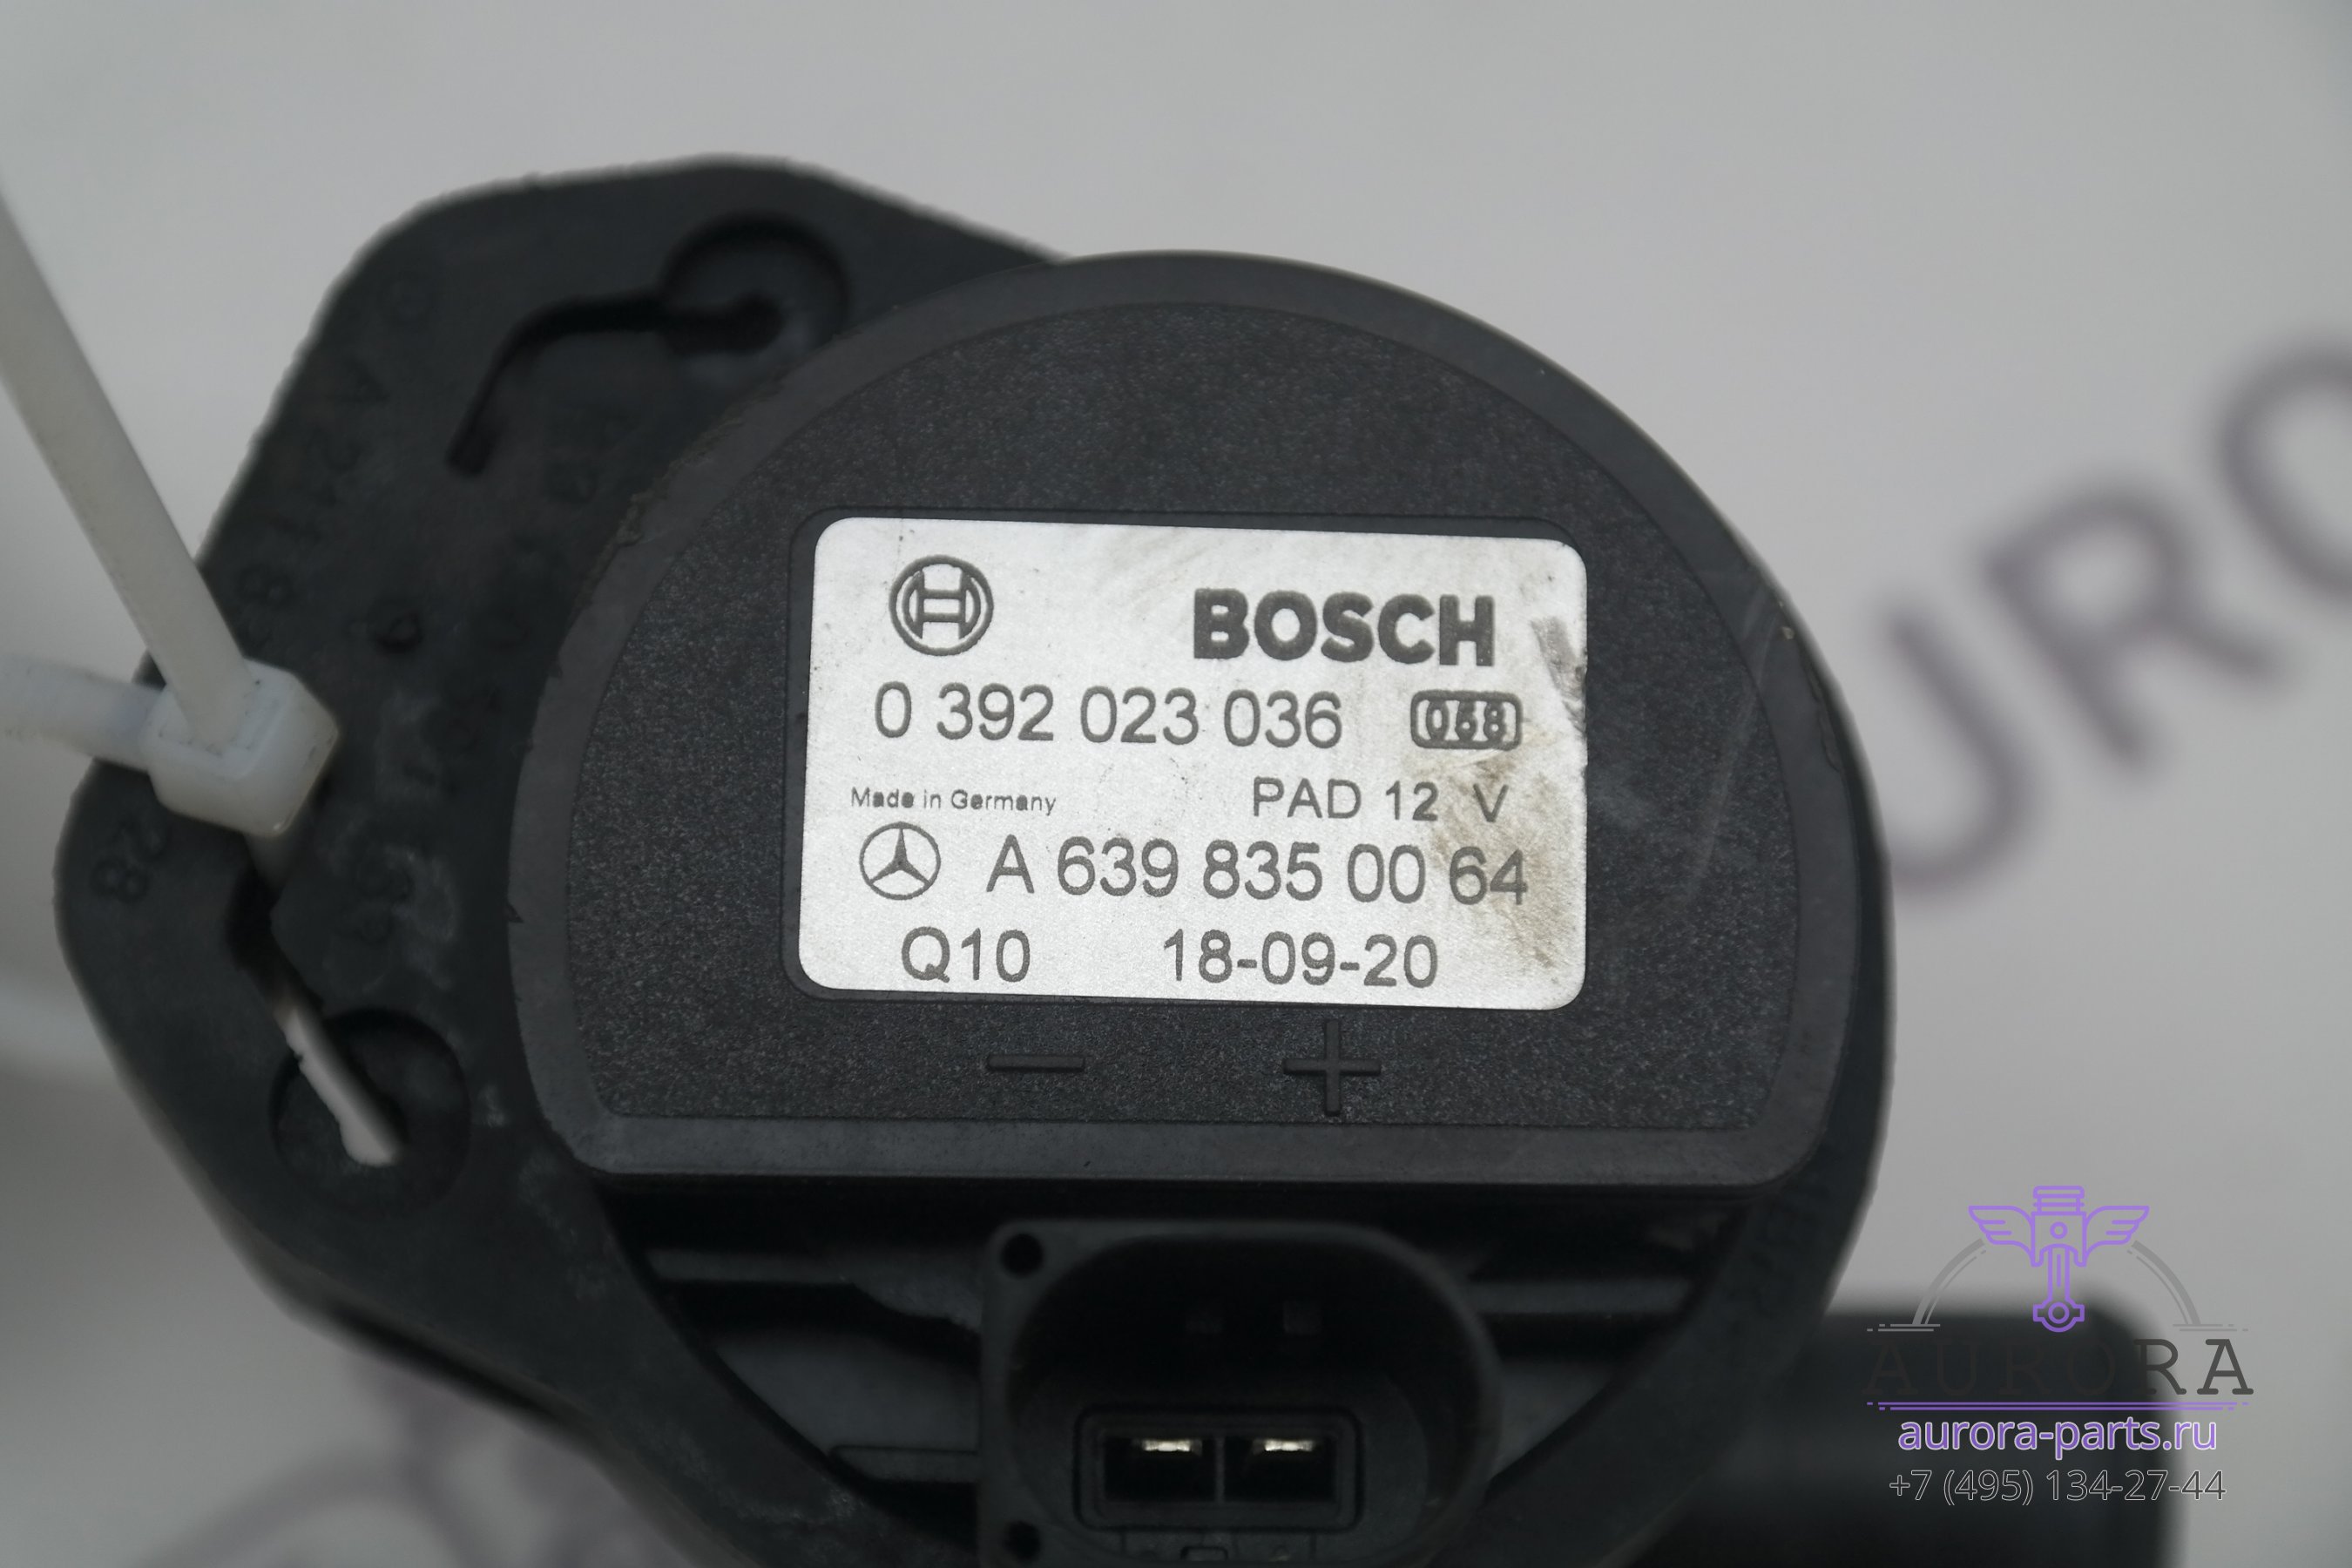 BOSCH
0 392 023 036 068
Made in Germany PAD 12 V
A 639 835 00 64
Q10 18-09-20
− +
AURORA
aurora-parts.ru
+7 (495) 134-27-44